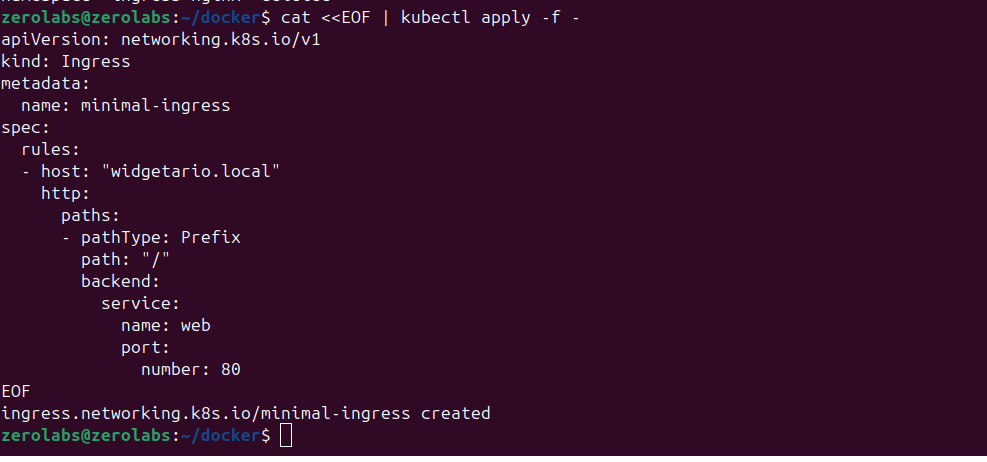 zerolabs@zerolabs:~/docker$ cat <<EOF | kubectl apply -f -
apiVersion: networking.k8s.io/v1
kind: Ingress
metadata:
  name: minimal-ingress
spec:
  rules:
  - host: "widgetario.local"
    http:
      paths:
      - pathType: Prefix
        path: "/"
        backend:
          service:
            name: web
            port:
              number: 80
EOF
ingress.networking.k8s.io/minimal-ingress created
zerolabs@zerolabs:~/docker$